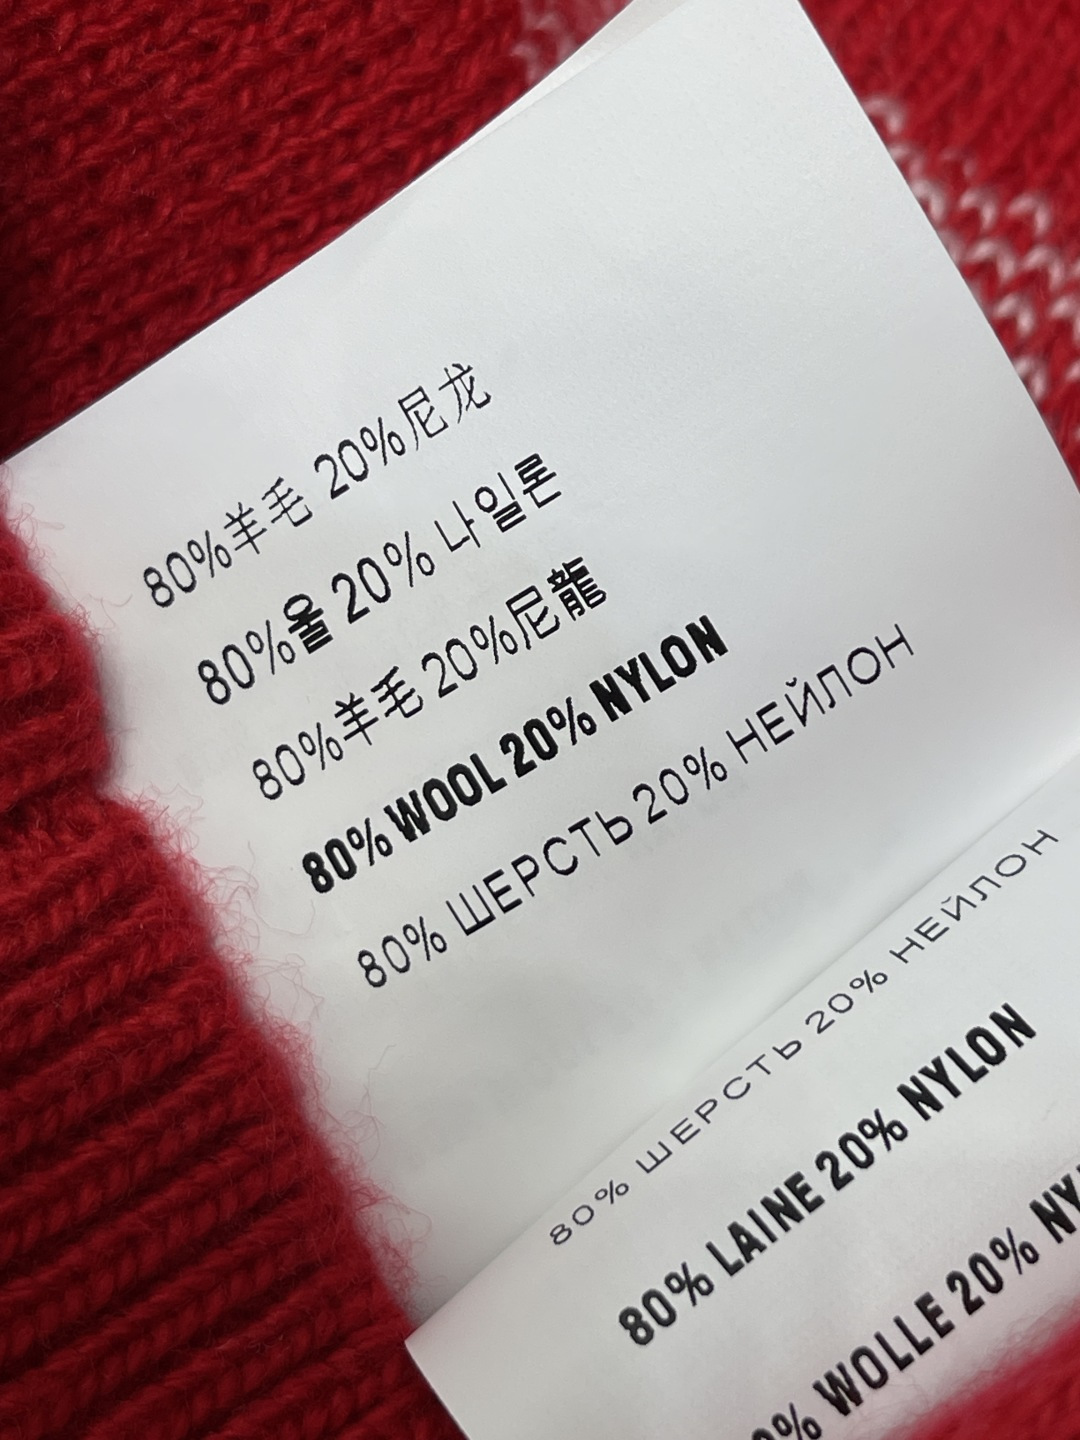 80%羊毛 20%尼龙
80%울 20% 나일론
80%羊毛 20%尼龍
80% WOOL 20% NYLON
80% ШЕРСТЬ 20% НЕЙЛОН
80% ШЕРСТЬ 20% НЕЙЛОН
80% LAINE 20% NYLON
WOLLE 20%